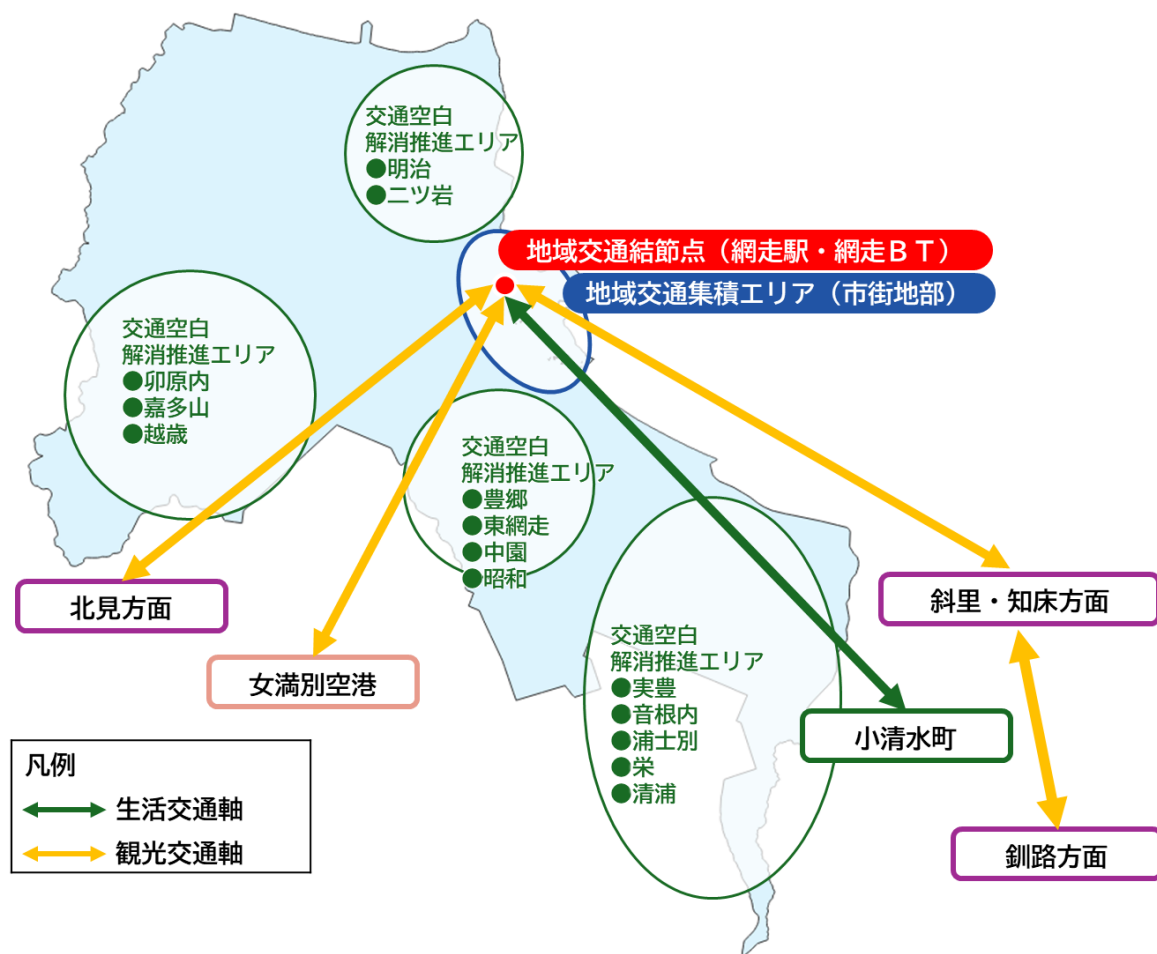 交通空白
解消推進エリア
●明治
●二ツ岩
地域交通結節点（網走駅・網走ＢＴ）
地域交通集積エリア（市街地部）
交通空白
解消推進エリア
●卯原内
●嘉多山
●越歳
交通空白
解消推進エリア
●豊郷
●東網走
●中園
●昭和
北見方面
斜里・知床方面
女満別空港
交通空白
解消推進エリア
●実豊
●音根内
●浦士別
●栄
●清浦
小清水町
釧路方面
凡例
生活交通軸
観光交通軸